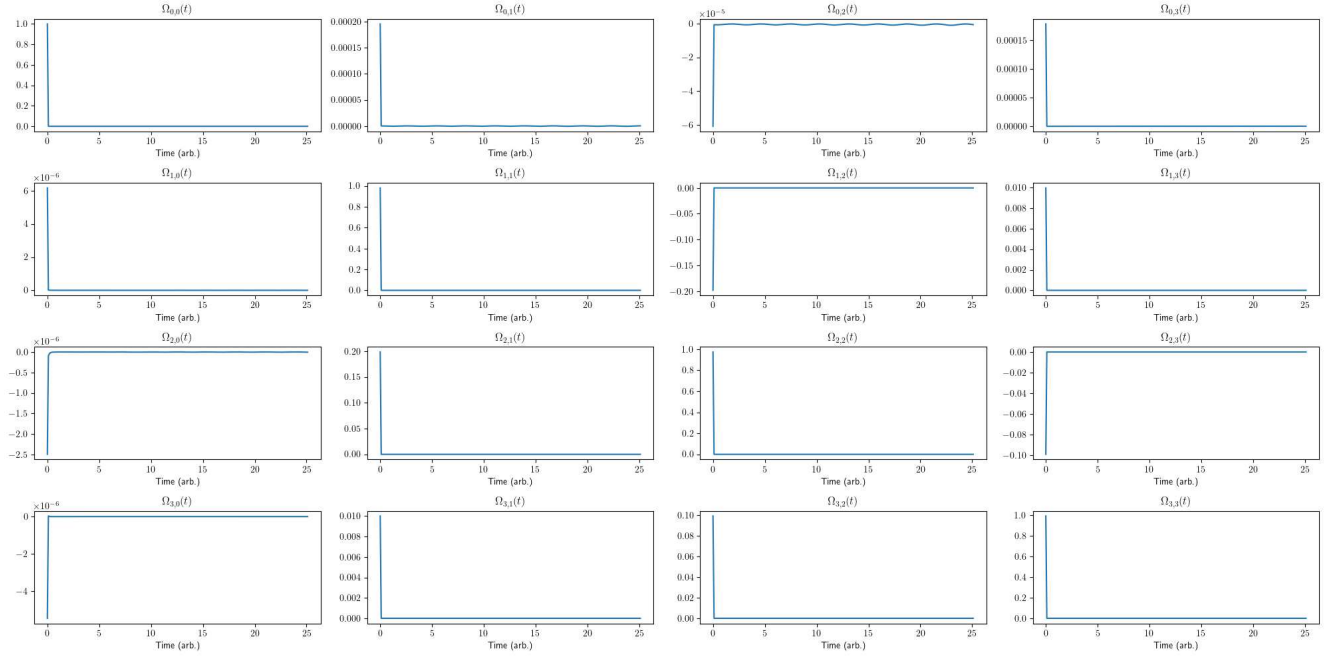 Ω₀,₀(t)
1.0
0.8
0.6
0.4
0.2
0.0
0 5 10 15 20 25
Time (arb.)
Ω₀,₁(t)
0.00020
0.00015
0.00010
0.00005
0.00000
0 5 10 15 20 25
Time (arb.)
×10⁻⁵ Ω₀,₂(t)
0
−2
−4
−6
0 5 10 15 20 25
Time (arb.)
Ω₀,₃(t)
0.00015
0.00010
0.00005
0.00000
0 5 10 15 20 25
Time (arb.)
×10⁻⁶ Ω₁,₀(t)
6
4
2
0
0 5 10 15 20 25
Time (arb.)
Ω₁,₁(t)
1.0
0.8
0.6
0.4
0.2
0.0
0 5 10 15 20 25
Time (arb.)
Ω₁,₂(t)
0.00
−0.05
−0.10
−0.15
−0.20
0 5 10 15 20 25
Time (arb.)
Ω₁,₃(t)
0.010
0.008
0.006
0.004
0.002
0.000
0 5 10 15 20 25
Time (arb.)
×10⁻⁶ Ω₂,₀(t)
0.0
−0.5
−1.0
−1.5
−2.0
−2.5
0 5 10 15 20 25
Time (arb.)
Ω₂,₁(t)
0.20
0.15
0.10
0.05
0.00
0 5 10 15 20 25
Time (arb.)
Ω₂,₂(t)
1.0
0.8
0.6
0.4
0.2
0.0
0 5 10 15 20 25
Time (arb.)
Ω₂,₃(t)
0.00
−0.02
−0.04
−0.06
−0.08
−0.10
0 5 10 15 20 25
Time (arb.)
×10⁻⁶ Ω₃,₀(t)
0
−2
−4
0 5 10 15 20 25
Time (arb.)
Ω₃,₁(t)
0.010
0.008
0.006
0.004
0.002
0.000
0 5 10 15 20 25
Time (arb.)
Ω₃,₂(t)
0.10
0.08
0.06
0.04
0.02
0.00
0 5 10 15 20 25
Time (arb.)
Ω₃,₃(t)
1.0
0.8
0.6
0.4
0.2
0.0
0 5 10 15 20 25
Time (arb.)